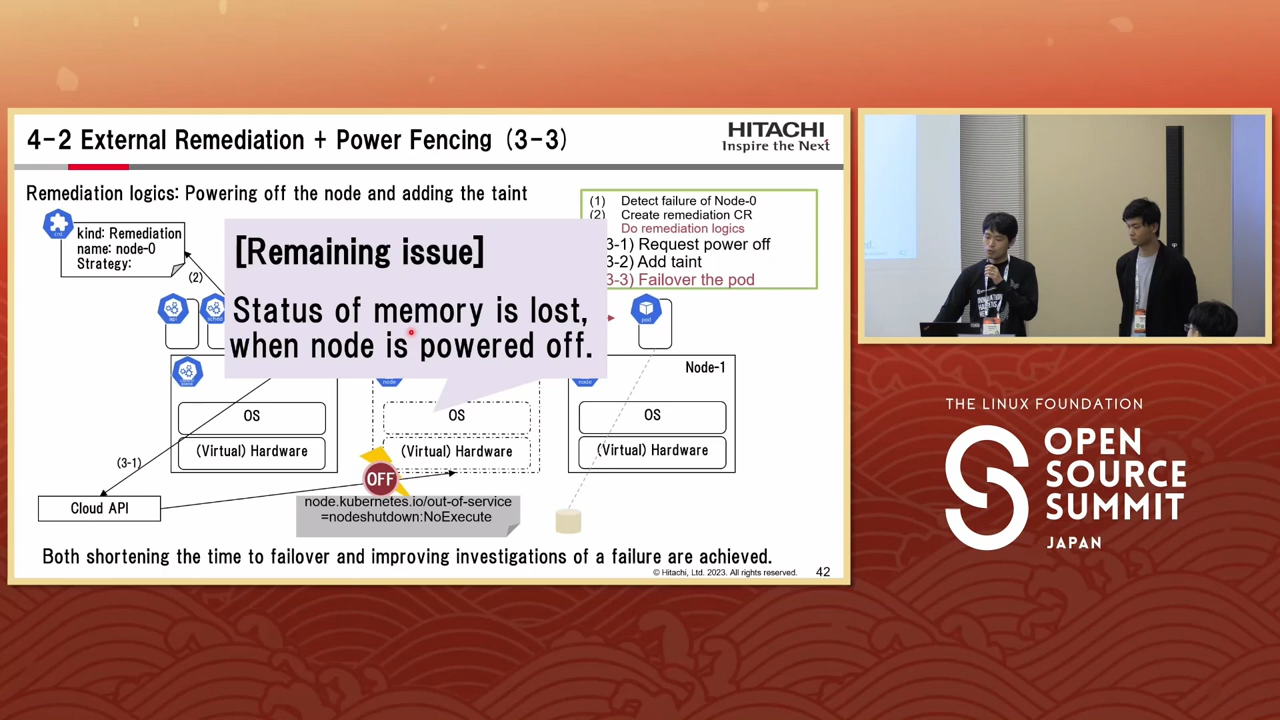 4-2 External Remediation + Power Fencing (3-3)
HITACHI
Inspire the Next
Remediation logics: Powering off the node and adding the taint
(1) Detect failure of Node-0
(2) Create remediation CR
Do remediation logics
3-1) Request power off
3-2) Add taint
3-3) Failover the pod
kind: Remediation
name: node-0
Strategy:
(2)
[Remaining issue]
Status of memory is lost,
when node is powered off.
api
sched
pod
node
node
Node-1
OS
OS
OS
(Virtual) Hardware
(Virtual) Hardware
(Virtual) Hardware
(3-1)
OFF
Cloud API
node.kubernetes.io/out-of-service
=nodeshutdown:NoExecute
Both shortening the time to failover and improving investigations of a failure are achieved.
© Hitachi, Ltd. 2023. All rights reserved.
42
THE LINUX FOUNDATION
OPEN
SOURCE
SUMMIT
JAPAN